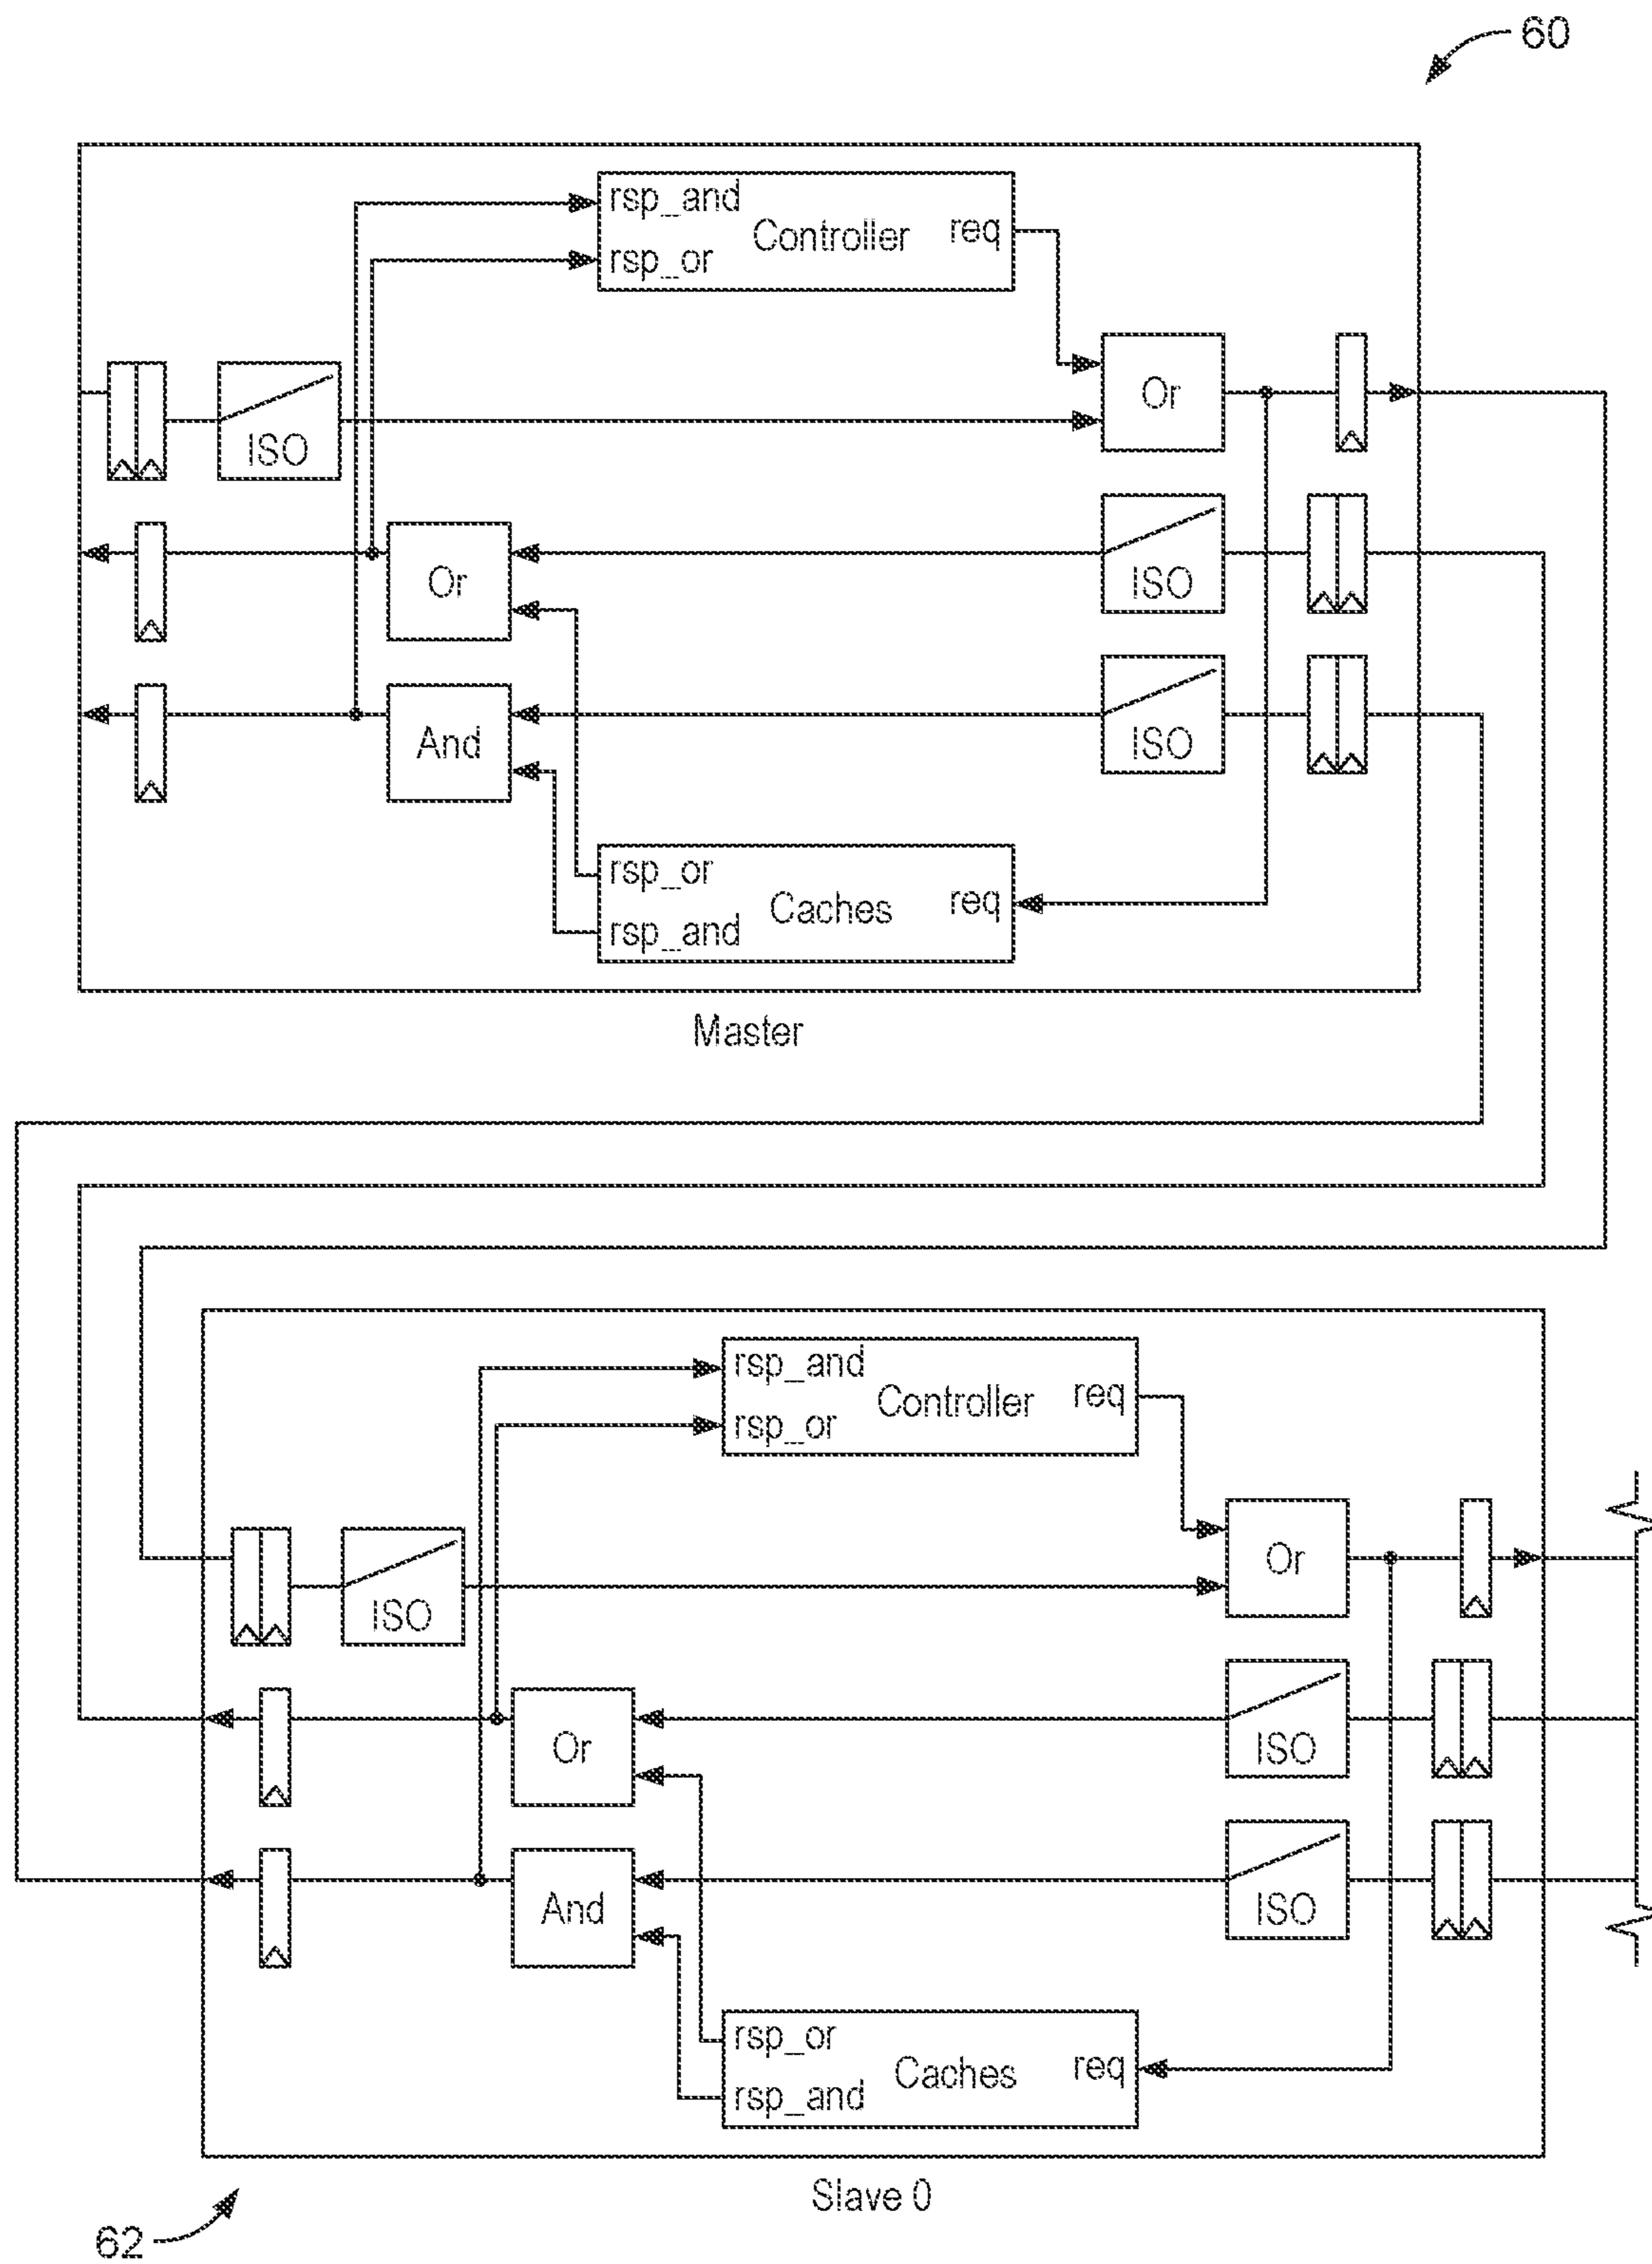 60
rsp_and
Controller
req
rsp_or
Or
ISO
Or
ISO
And
ISO
rsp_or
Caches
req
rsp_and
Master
rsp_and
Controller
req
rsp_or
Or
ISO
Or
ISO
And
ISO
rsp_or
Caches
req
rsp_and
Slave 0
62